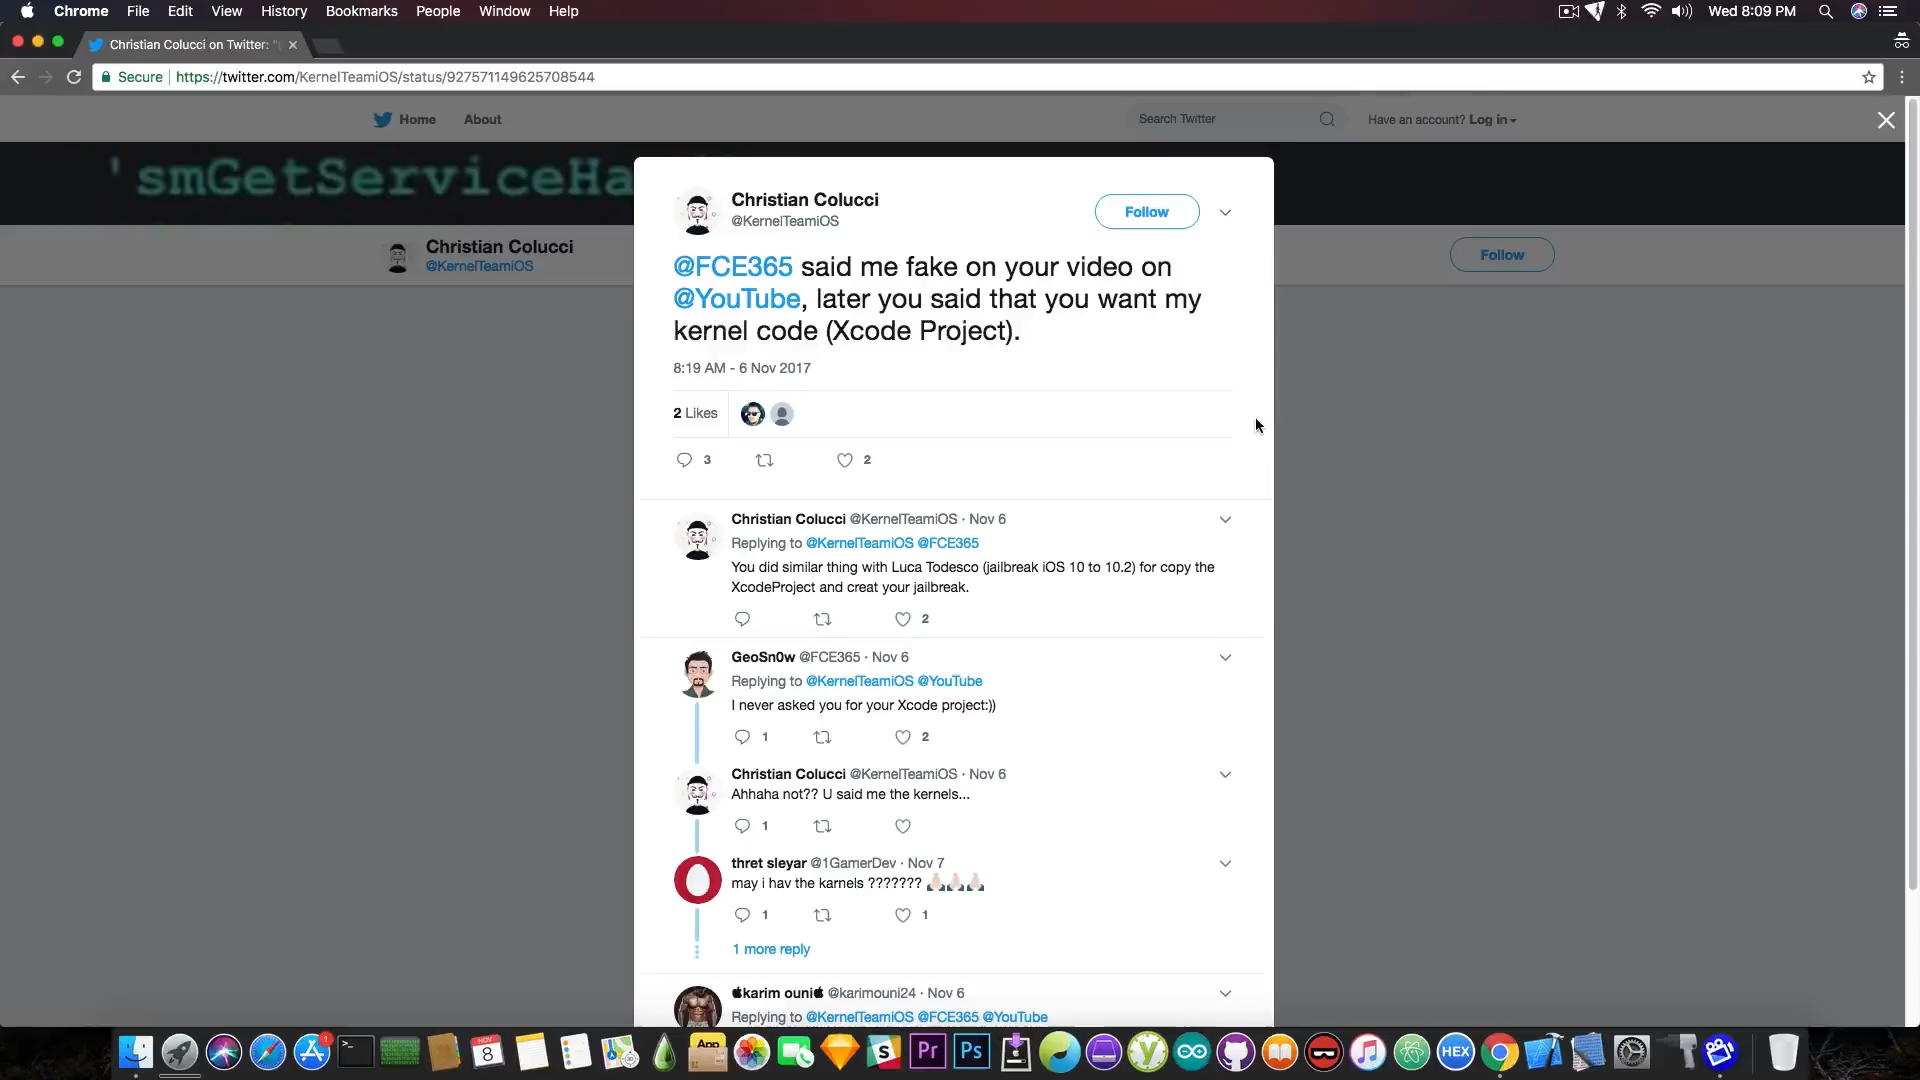 Chrome File Edit View History Bookmarks People Window Help Wed 8:09 PM
Christian Colucci on Twitter: "
Secure https://twitter.com/KernelTeamiOS/status/927571149625708544
Home About Search Twitter Have an account? Log in
'smGetServiceHa
Christian Colucci
@KernelTeamiOS
Follow
Christian Colucci
@KernelTeamiOS
Follow
@FCE365 said me fake on your video on
@YouTube, later you said that you want my
kernel code (Xcode Project).
8:19 AM - 6 Nov 2017
2 Likes
3 2
Christian Colucci @KernelTeamiOS · Nov 6
Replying to @KernelTeamiOS @FCE365
You did similar thing with Luca Todesco (jailbreak iOS 10 to 10.2) for copy the
XcodeProject and creat your jailbreak.
2
GeoSn0w @FCE365 · Nov 6
Replying to @KernelTeamiOS @YouTube
I never asked you for your Xcode project:))
1 2
Christian Colucci @KernelTeamiOS · Nov 6
Ahhaha not?? U said me the kernels...
1
thret sleyar @1GamerDev · Nov 7
may i hav the karnels ???????
1 1
1 more reply
karim ouni @karimouni24 · Nov 6
Replying to @KernelTeamiOS @FCE365 @YouTube
1 NOV 8 App S Pr Ps HEX